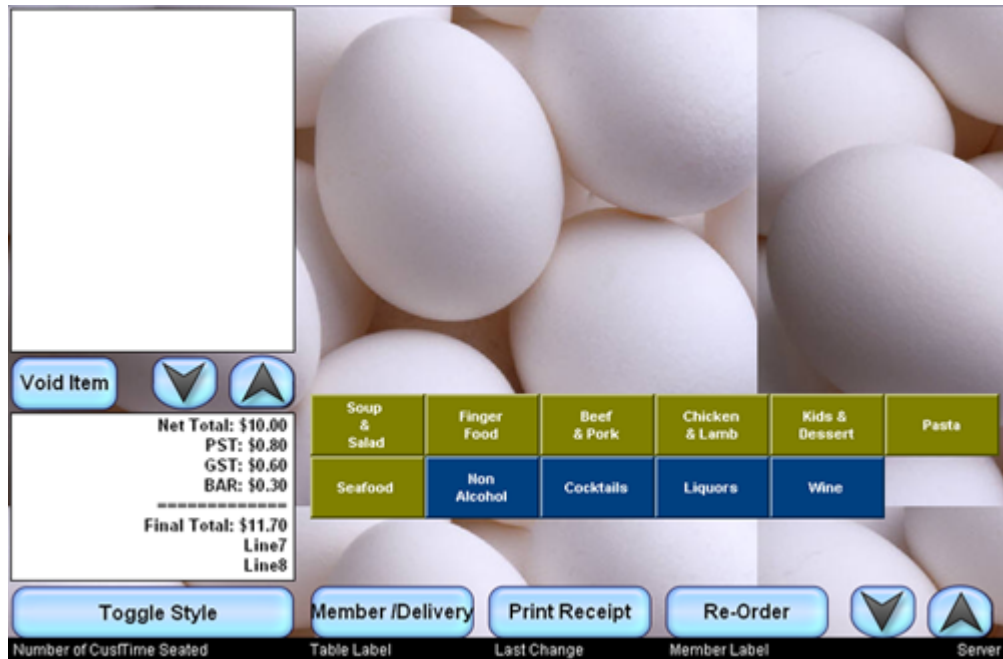 Void Item
Net Total: $10.00
PST: $0.80
GST: $0.60
BAR: $0.30
--------------
Final Total: $11.70
Line7
Line8
Soup
&
Salad
Finger
Food
Beef
& Pork
Chicken
& Lamb
Kids &
Dessert
Pasta
Seafood
Non
Alcohol
Cocktails
Liquors
Wine
Toggle Style
Member /Delivery
Print Receipt
Re-Order
Number of Cust
Time Seated
Table Label
Last Change
Member Label
Server